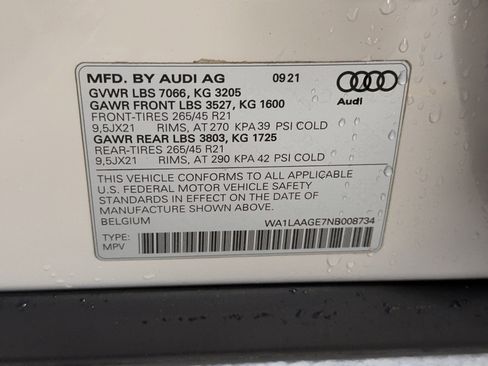 MFD. BY AUDI AG 09 21
GVWR LBS 7066, KG 3205
GAWR FRONT LBS 3527, KG 1600
FRONT-TIRES 265/45 R21
9,5JX21 RIMS, AT 270 KPA 39 PSI COLD
GAWR REAR LBS 3803, KG 1725
REAR-TIRES 265/45 R21
9,5JX21 RIMS, AT 290 KPA 42 PSI COLD
Audi
THIS VEHICLE CONFORMS TO ALL APPLICABLE
U.S. FEDERAL MOTOR VEHICLE SAFETY
STANDARDS IN EFFECT ON THE DATE OF
MANUFACTURE SHOWN ABOVE.
BELGIUM WA1LAAGE7NB008734
TYPE:
MPV